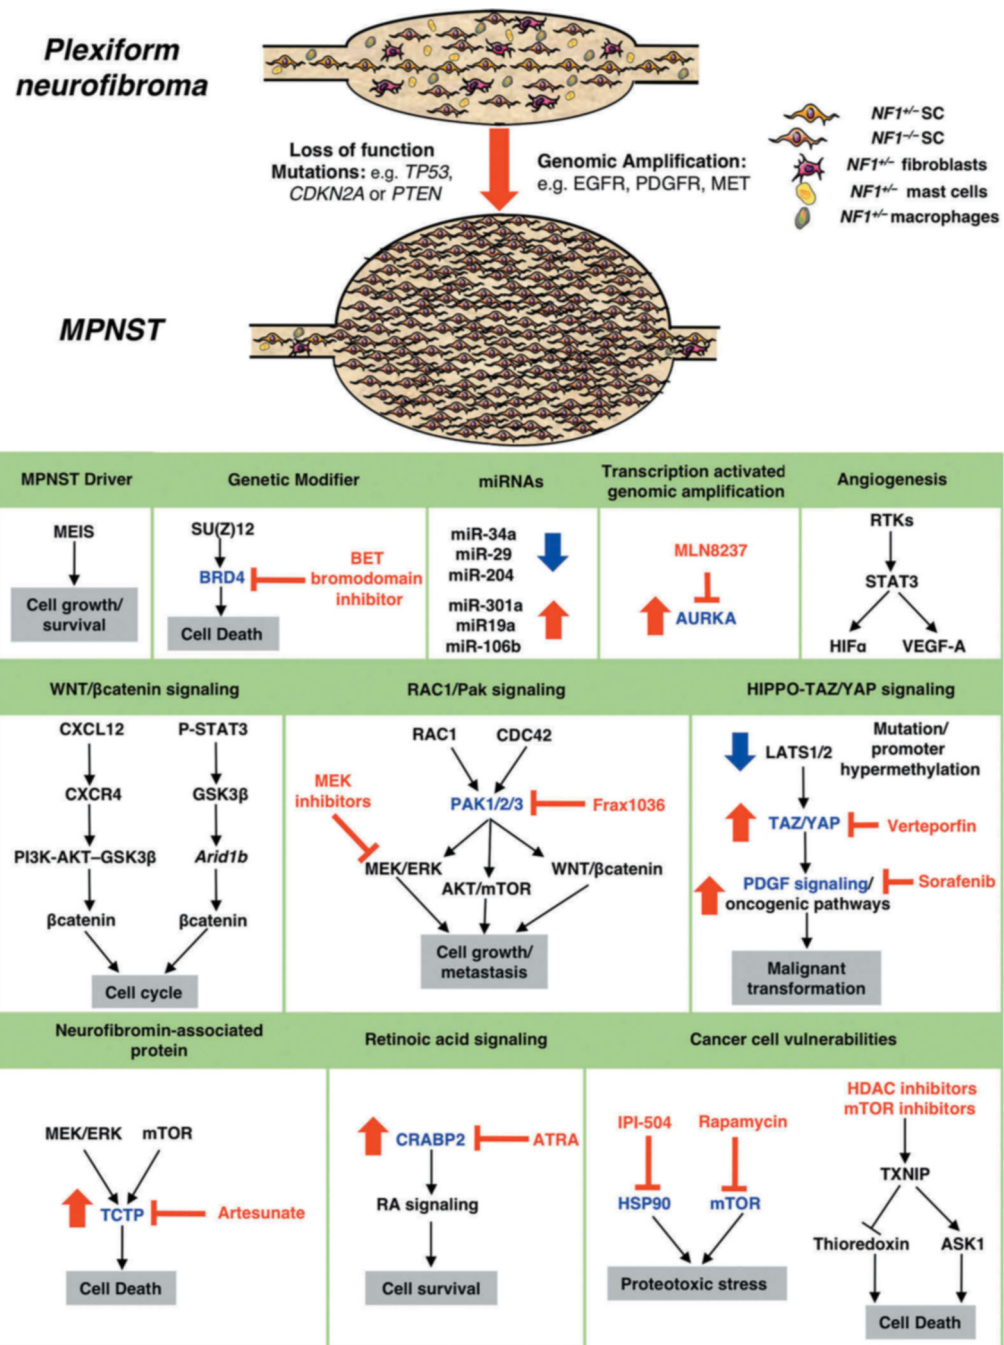 Plexiform
neurofibroma
Loss of function
Mutations: e.g. TP53,
CDKN2A or PTEN
Genomic Amplification:
e.g. EGFR, PDGFR, MET
NF1+/– SC
NF1–/– SC
NF1+/– fibroblasts
NF1+/– mast cells
NF1+/– macrophages
MPNST
MPNST Driver
MEIS
Cell growth/
survival
Genetic Modifier
SU(Z)12
BRD4
BET
bromodomain
inhibitor
Cell Death
miRNAs
miR-34a
miR-29
miR-204
miR-301a
miR19a
miR-106b
Transcription activated
genomic amplification
MLN8237
AURKA
Angiogenesis
RTKs
STAT3
HIFα VEGF-A
WNT/βcatenin signaling
CXCL12 P-STAT3
CXCR4 GSK3β
PI3K-AKT–GSK3β Arid1b
βcatenin βcatenin
Cell cycle
RAC1/Pak signaling
RAC1 CDC42
MEK
inhibitors
PAK1/2/3 Frax1036
MEK/ERK
AKT/mTOR
WNT/βcatenin
Cell growth/
metastasis
HIPPO-TAZ/YAP signaling
LATS1/2
Mutation/
promoter
hypermethylation
TAZ/YAP Verteporfin
PDGF signaling/
oncogenic pathways
Sorafenib
Malignant
transformation
Neurofibromin-associated
protein
MEK/ERK mTOR
TCTP Artesunate
Cell Death
Retinoic acid signaling
CRABP2 ATRA
RA signaling
Cell survival
Cancer cell vulnerabilities
IPI-504 Rapamycin
HSP90 mTOR
Proteotoxic stress
HDAC inhibitors
mTOR inhibitors
TXNIP
Thioredoxin ASK1
Cell Death